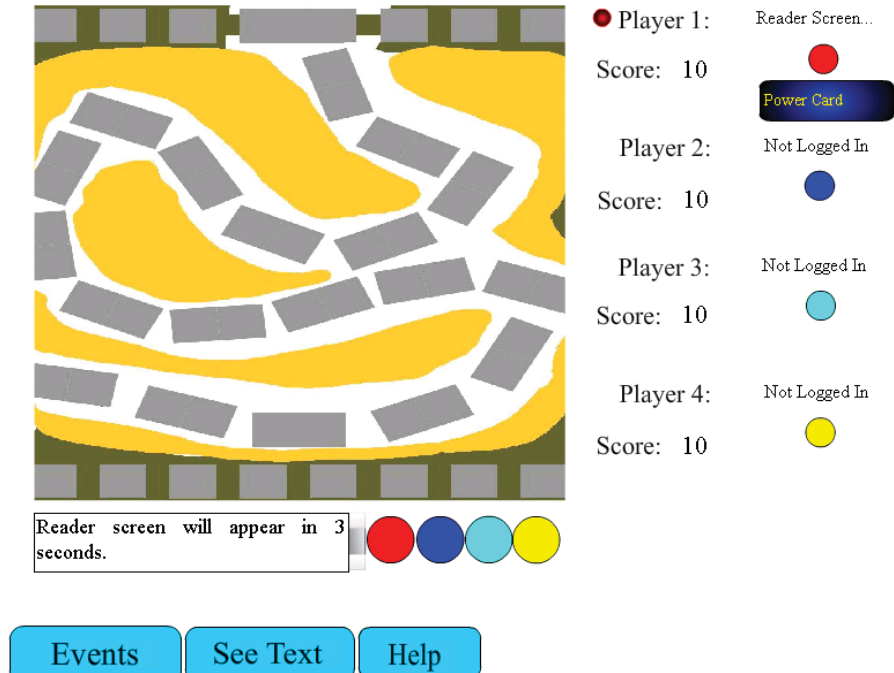 Player 1:
Reader Screen...
Score: 10
Power Card
Player 2:
Not Logged In
Score: 10
Player 3:
Not Logged In
Score: 10
Player 4:
Not Logged In
Score: 10
Reader screen will appear in 3
seconds.
Events
See Text
Help